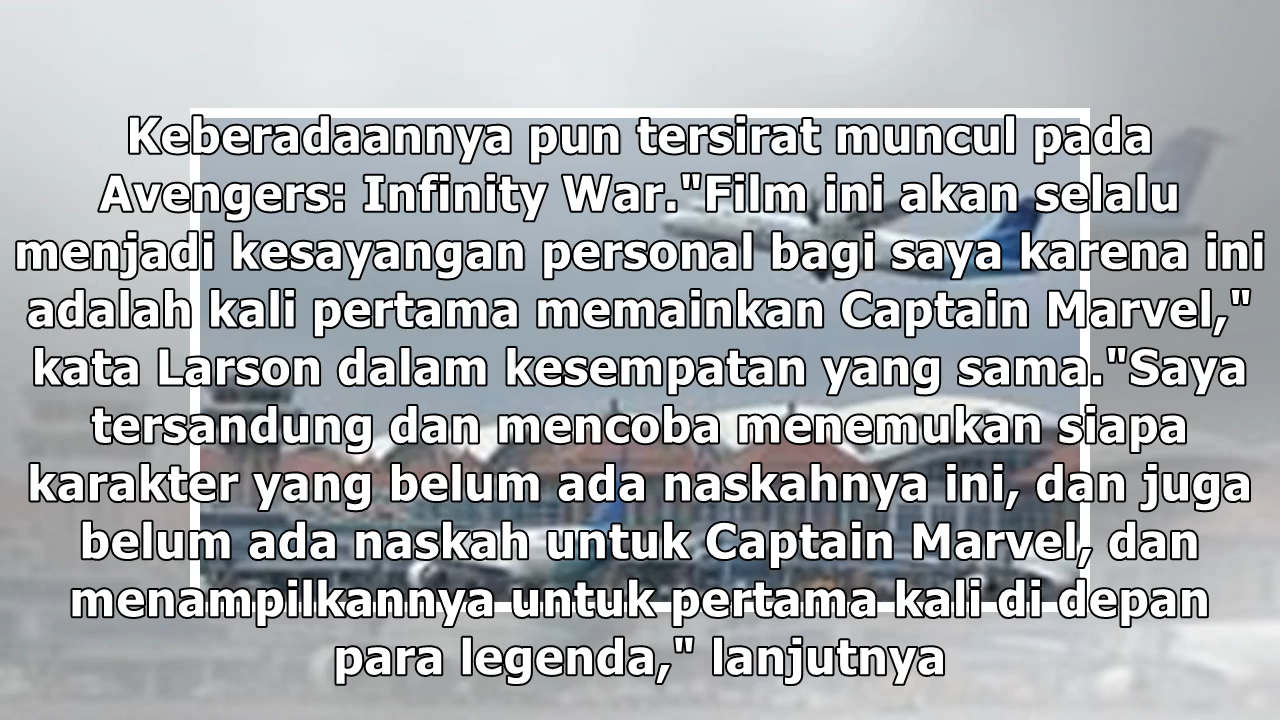 Keberadaannya pun tersirat muncul pada
Avengers: Infinity War."Film ini akan selalu
menjadi kesayangan personal bagi saya karena ini
adalah kali pertama memainkan Captain Marvel,"
kata Larson dalam kesempatan yang sama."Saya
tersandung dan mencoba menemukan siapa
karakter yang belum ada naskahnya ini, dan juga
belum ada naskah untuk Captain Marvel, dan
menampilkannya untuk pertama kali di depan
para legenda," lanjutnya